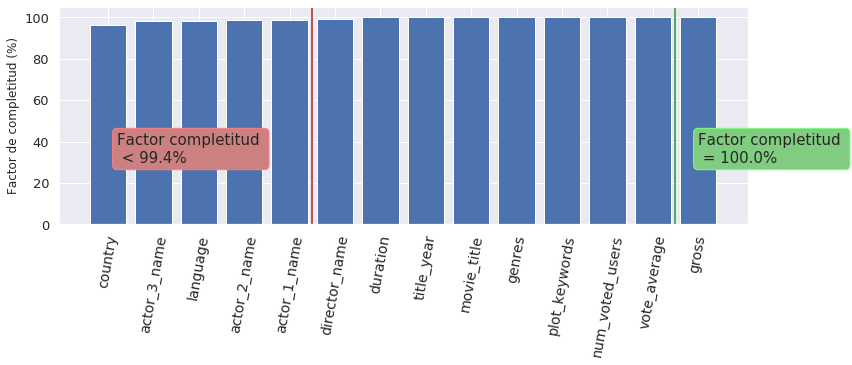 Factor de completitud (%)
100
80
60
40
20
0
Factor completitud
< 99.4%
Factor completitud
= 100.0%
country
actor_3_name
language
actor_2_name
actor_1_name
director_name
duration
title_year
movie_title
genres
plot_keywords
num_voted_users
vote_average
gross